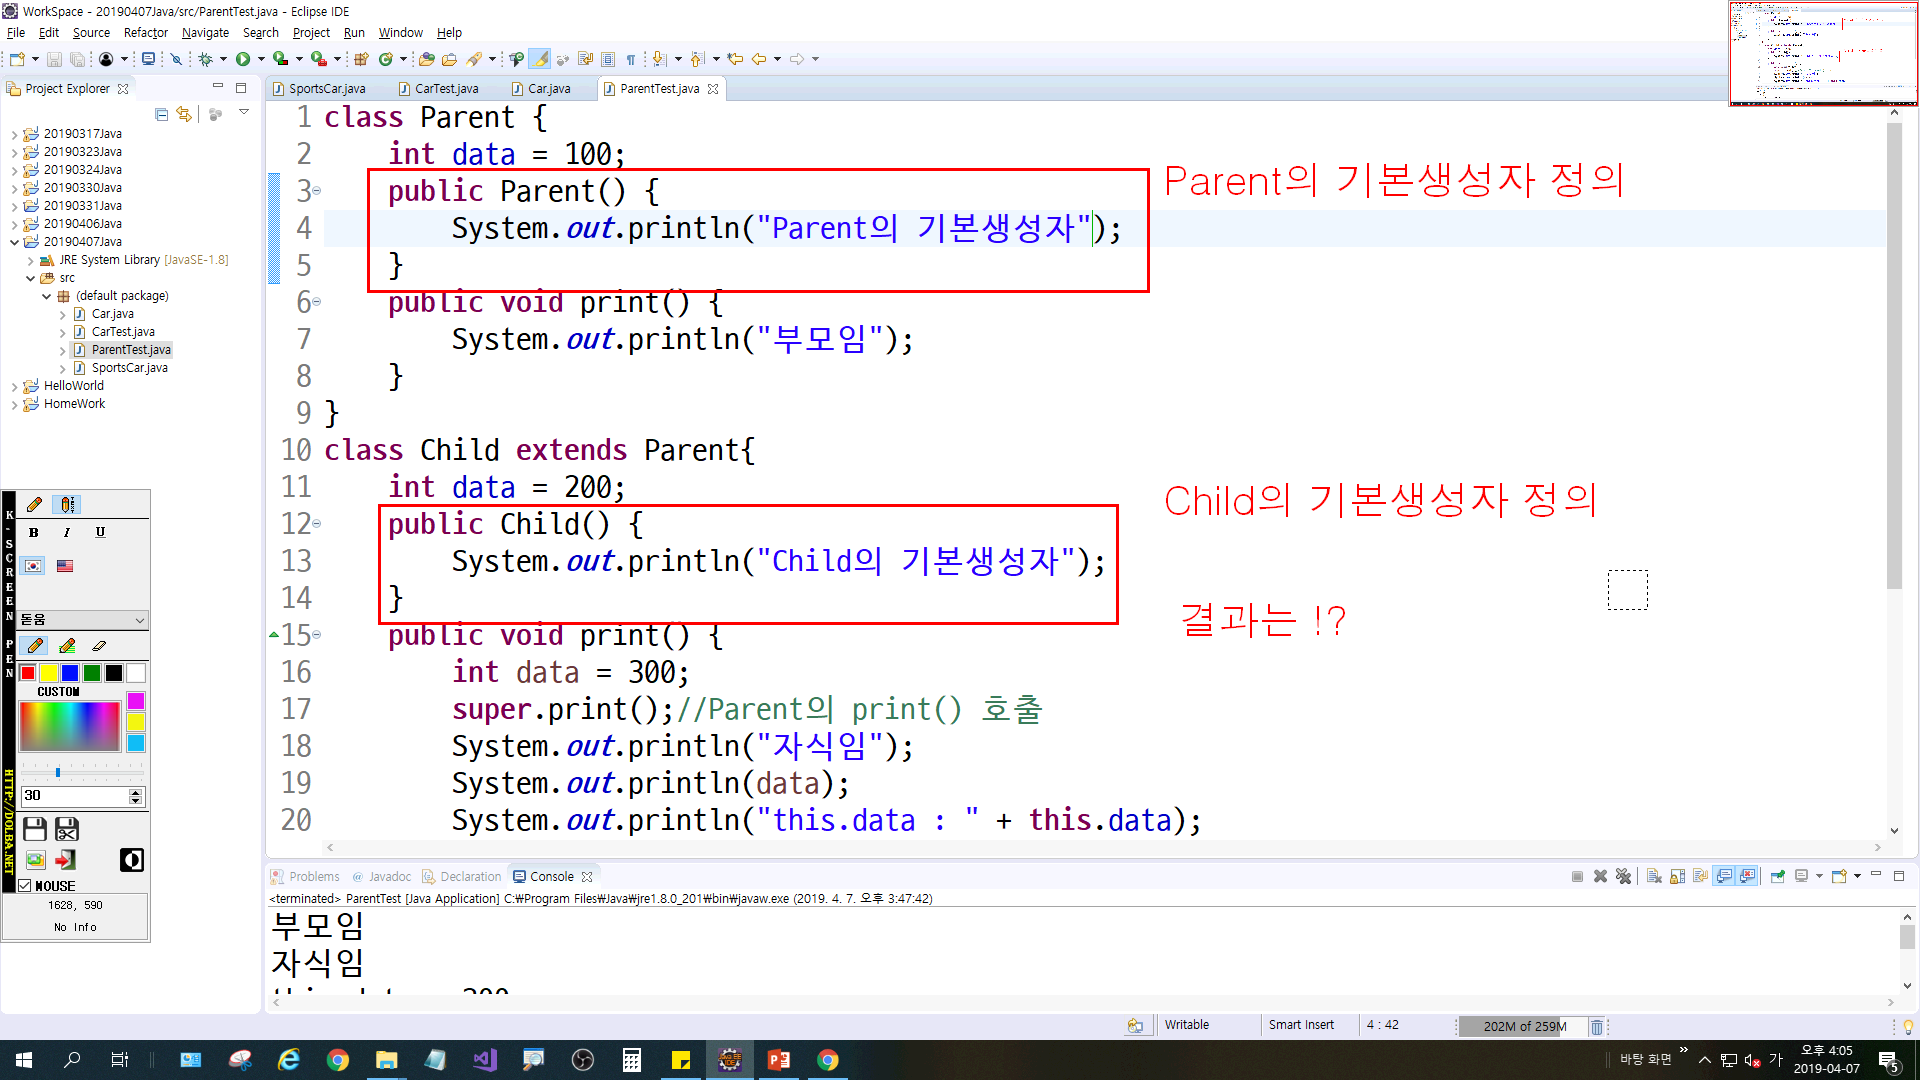 WorkSpace - 20190407Java/src/ParentTest.java - Eclipse IDE
File Edit Source Refactor Navigate Search Project Run Window Help
Project Explorer
SportsCar.java CarTest.java Car.java ParentTest.java
20190317Java
20190323Java
20190324Java
20190330Java
20190331Java
20190406Java
20190407Java
JRE System Library [JavaSE-1.8]
src
(default package)
Car.java
CarTest.java
ParentTest.java
SportsCar.java
HelloWorld
HomeWork
1 class Parent {
2 int data = 100;
3 public Parent() {
4 System.out.println("Parent의 기본생성자");
5 }
6 public void print() {
7 System.out.println("부모임");
8 }
9 }
10 class Child extends Parent{
11 int data = 200;
12 public Child() {
13 System.out.println("Child의 기본생성자");
14 }
15 public void print() {
16 int data = 300;
17 super.print();//Parent의 print() 호출
18 System.out.println("자식임");
19 System.out.println(data);
20 System.out.println("this.data : " + this.data);
Parent의 기본생성자 정의
Child의 기본생성자 정의
결과는 !?
K-SCREEN PEN
HTTP://DOLBA.NET
B I U
돋움
CUSTOM
30
MOUSE
1628, 590
No Info
Problems Javadoc Declaration Console
<terminated> ParentTest [Java Application] C:₩Program Files₩Java₩jre1.8.0_201₩bin₩javaw.exe (2019. 4. 7. 오후 3:47:42)
부모임
자식임
Writable Smart Insert 4 : 42 202M of 259M
바탕 화면 가 오후 4:05
2019-04-07
5